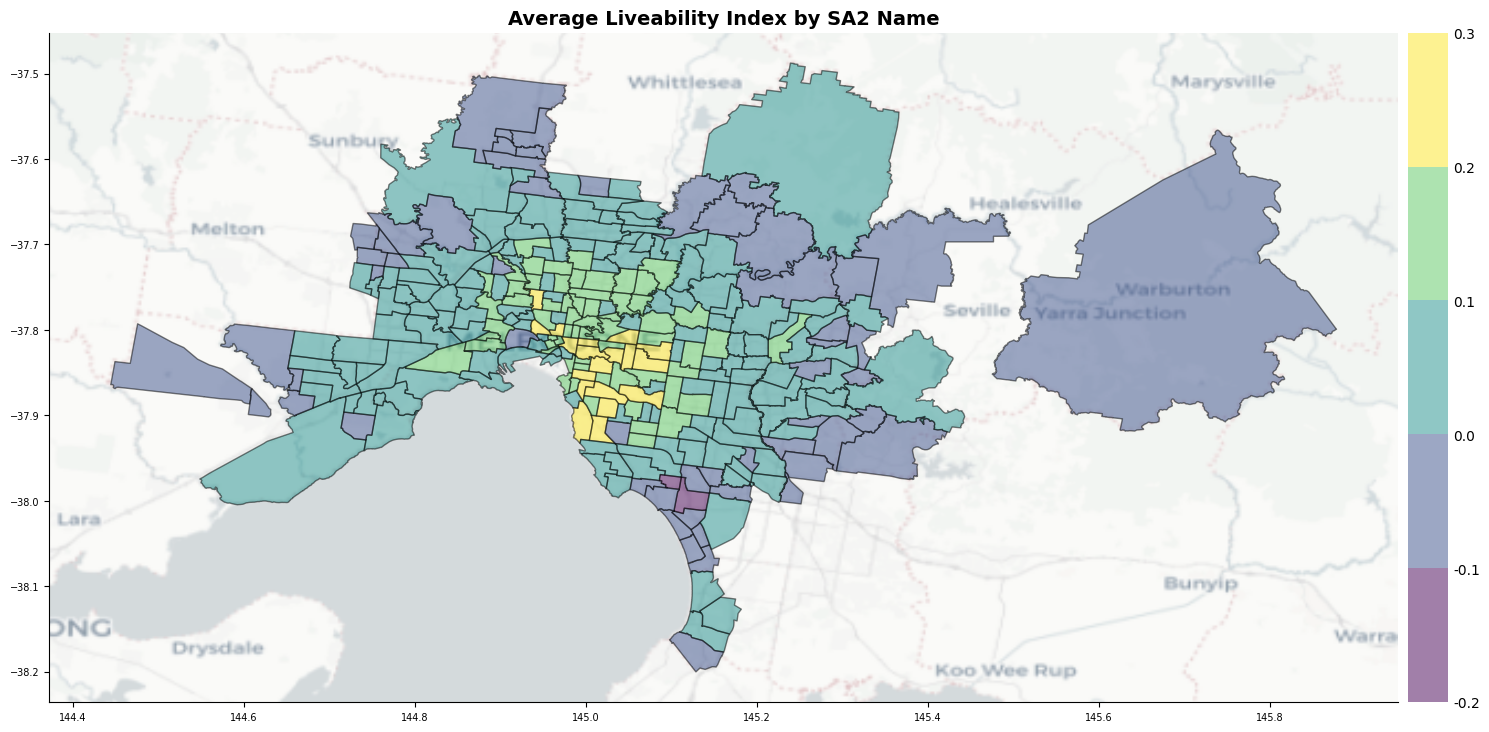 Average Liveability Index by SA2 Name
0.3
−37.5
Whittlesea
Marysville
Sunbury
−37.6
0.2
Healesville
Melton
−37.7
Warburton
0.1
Seville
Yarra Junction
−37.8
MELBOURNE
−37.9
0.0
−38.0
Lara
-0.1
−38.1
Bunyip
ONG
Warra
Drysdale
Koo Wee Rup
−38.2
-0.2
144.4
144.6
144.8
145.0
145.2
145.4
145.6
145.8